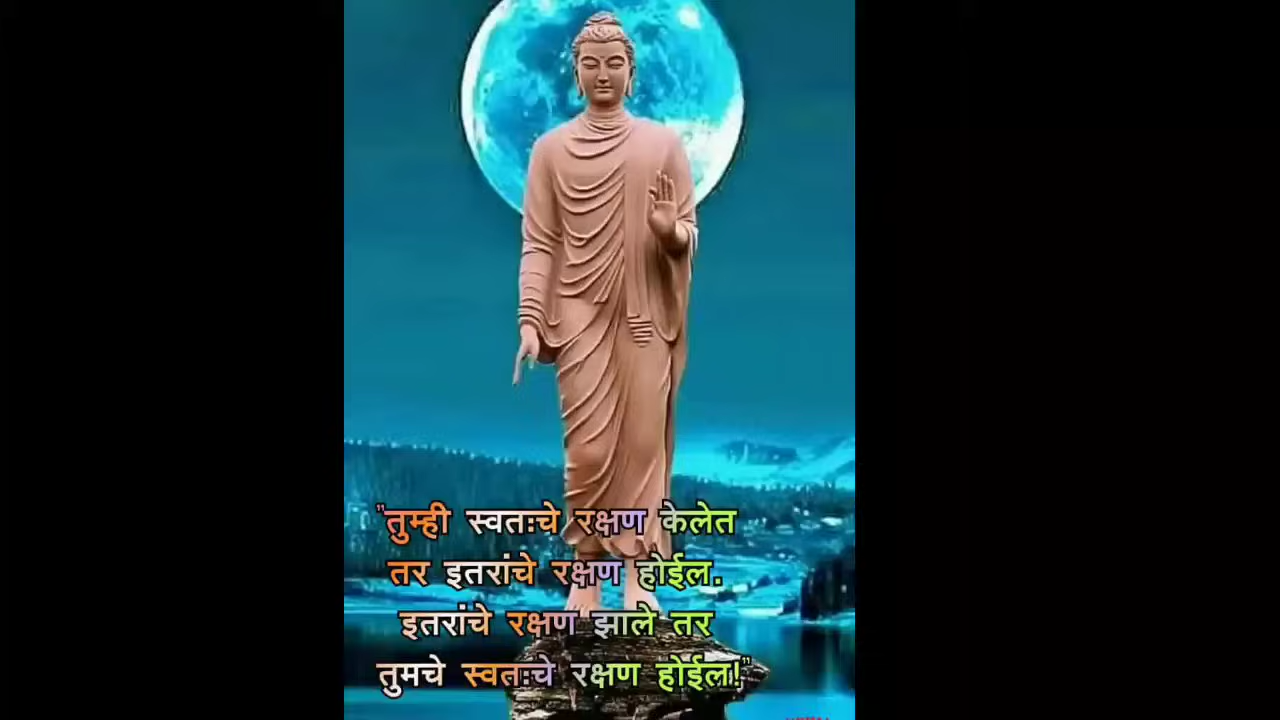 "तुम्ही स्वतःचे रक्षण केलेत
तर इतरांचे रक्षण होईल.
इतरांचे रक्षण झाले तर
तुमचे स्वतःचे रक्षण होईल!"